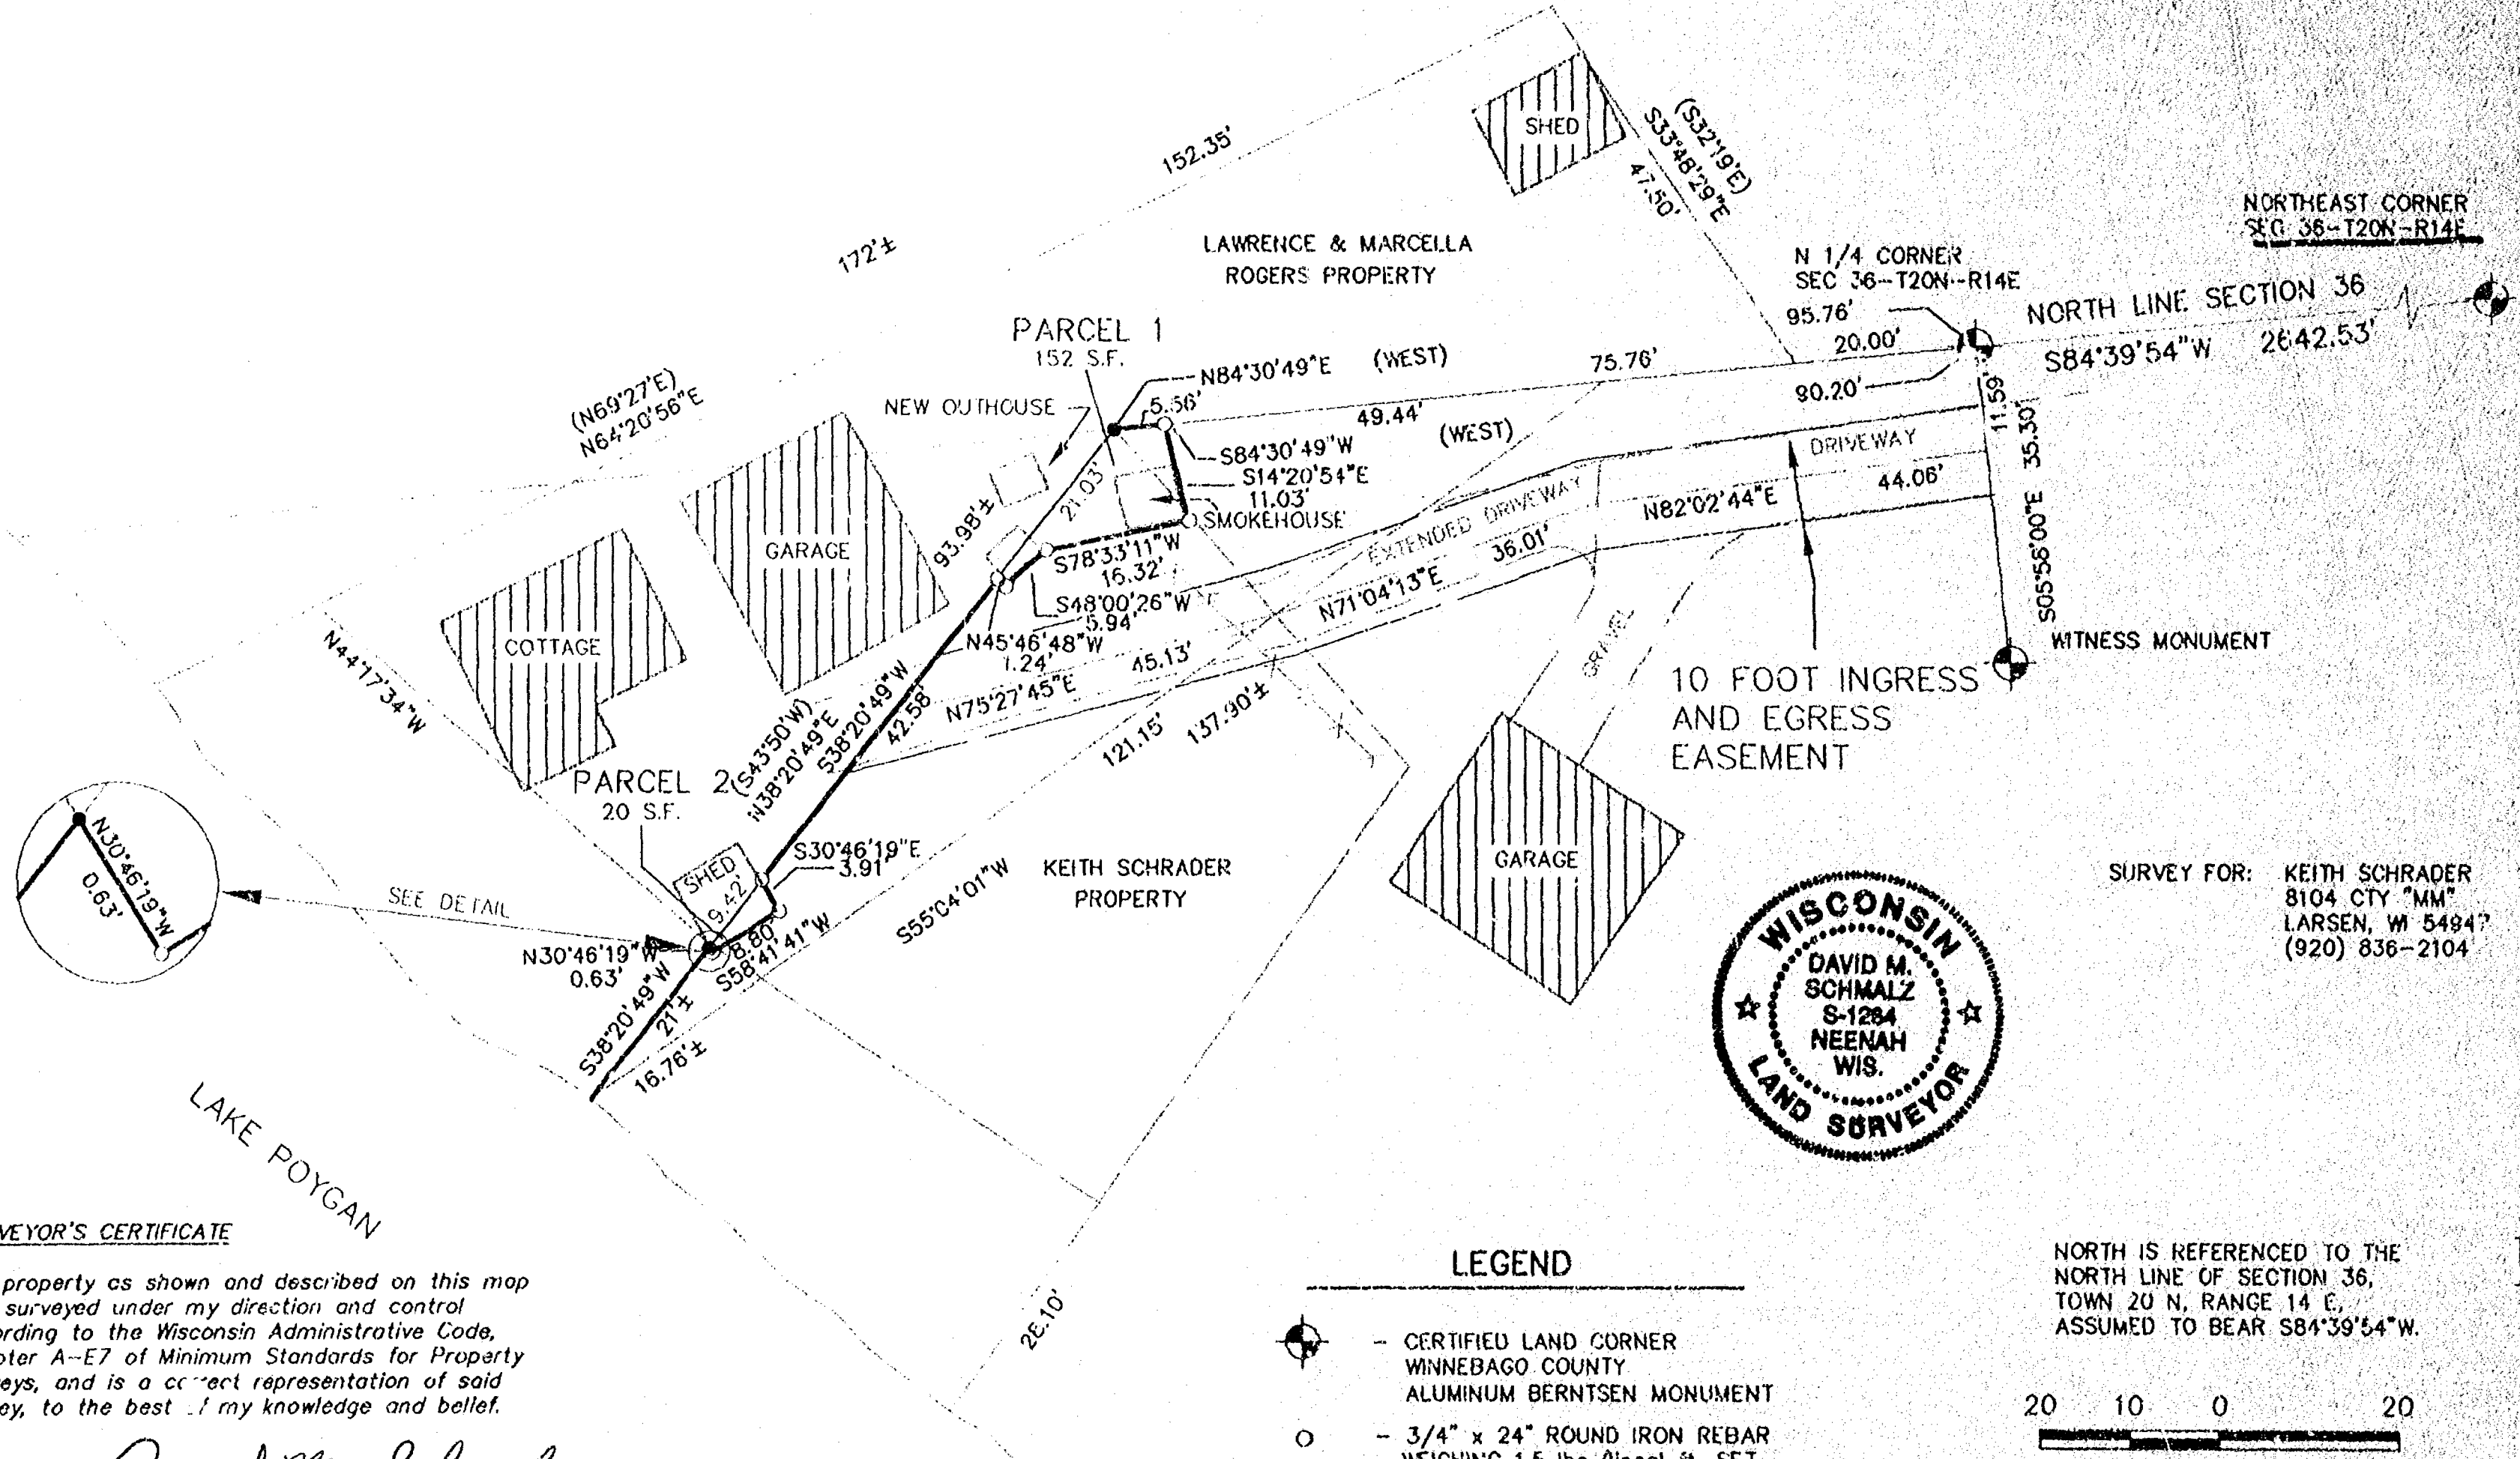 152.35'
172'±
SHED
(S32°19'E)
S33°48'29"E
47.50'
LAWRENCE & MARCELLA
ROGERS PROPERTY
NORTHEAST CORNER
SEC 36-T20N-R14E
N 1/4 CORNER
SEC 36-T20N-R14E
95.76'
20.00'
90.20'
NORTH LINE SECTION 36
S84°39'54"W 2642.53'
PARCEL 1
152 S.F.
N84°30'49"E (WEST)
75.76'
(N69°27'E)
N64°20'56"E
NEW OUTHOUSE
5.56'
49.44'
(WEST)
S84°30'49"W
S14°20'54"E
11.03'
SMOKEHOUSE
21.03'
93.98'±
GARAGE
DRIVEWAY
11.59'
S05°58'00"E 35.30'
44.06'
N82°02'44"E
EXTENDED DRIVEWAY
36.01'
N71°04'13"E
S78°33'11"W
16.32'
S48°00'26"W
5.94'
N45°46'48"W
1.24'
COTTAGE
N44°17'34"W
45.13'
N75°27'45"E
GRAVEL
WITNESS MONUMENT
10 FOOT INGRESS
AND EGRESS
EASEMENT
121.15'
137.90'±
(S43°50'W)
N38°20'49"E
S38°20'49"W
42.58'
PARCEL 2
20 S.F.
SHED
9.42'
S30°46'19"E
3.91'
N30°46'19"W
0.63'
SEE DETAIL
N30°46'19"W
0.63'
8.80'
S58°41'41"W
S55°04'01"W
KEITH SCHRADER
PROPERTY
GARAGE
S38°20'49"W
21'±
16.76'±
LAKE POYGAN
WISCONSIN
DAVID M.
SCHMALZ
S-1284
NEENAH
WIS.
LAND SURVEYOR
SURVEY FOR: KEITH SCHRADER
8104 CTY "MM"
LARSEN, WI 54947
(920) 836-2104
VEYOR'S CERTIFICATE
property as shown and described on this map
surveyed under my direction and control
ording to the Wisconsin Administrative Code,
pter A-E7 of Minimum Standards for Property
eys, and is a correct representation of said
ey, to the best of my knowledge and belief.
LEGEND
- CERTIFIED LAND CORNER
WINNEBAGO COUNTY
ALUMINUM BERNTSEN MONUMENT
- 3/4" x 24" ROUND IRON REBAR
NORTH IS REFERENCED TO THE
NORTH LINE OF SECTION 36,
TOWN 20 N, RANGE 14 E,
ASSUMED TO BEAR S84°39'54"W.
20 10 0 20